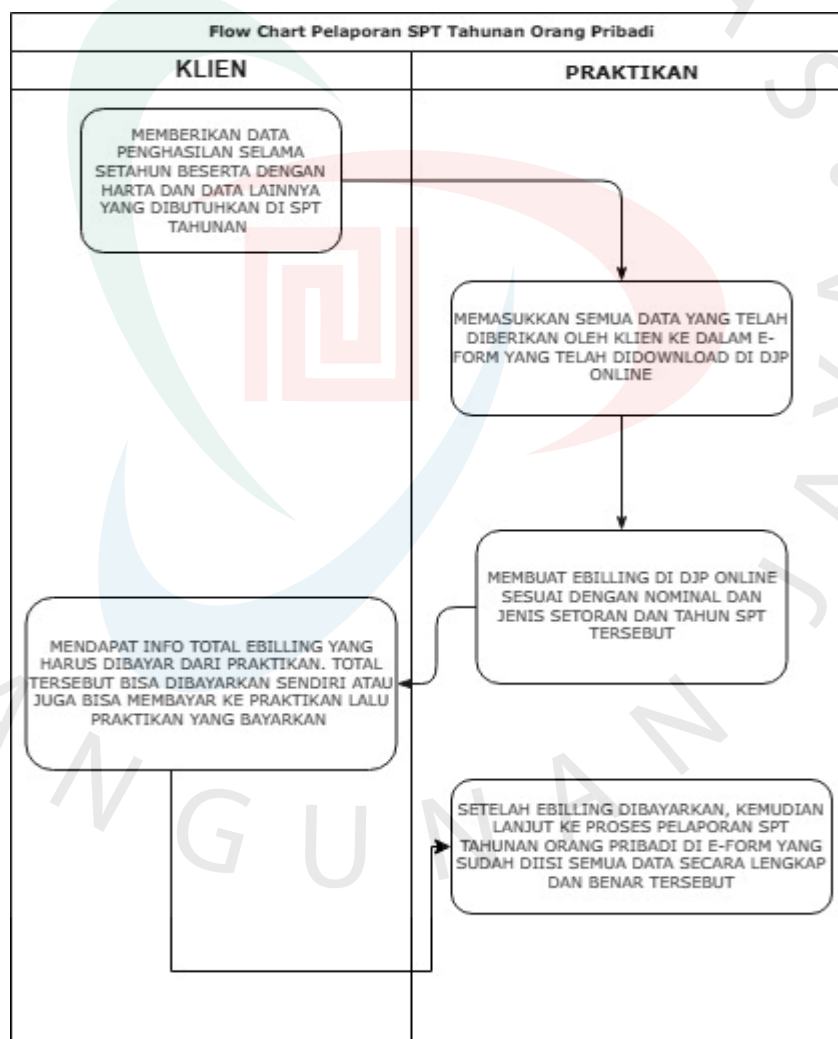 Flow Chart Pelaporan SPT Tahunan Orang Pribadi
KLIEN
PRAKTIKAN
MEMBERIKAN DATA
PENGHASILAN SELAMA
SETAHUN BESERTA DENGAN
HARTA DAN DATA LAINNYA
YANG DIBUTUHKAN DI SPT
TAHUNAN
MEMASUKKAN SEMUA DATA YANG TELAH
DIBERIKAN OLEH KLIEN KE DALAM E-
FORM YANG TELAH DIDOWNLOAD DI DJP
ONLINE
MEMBUAT EBILLING DI DJP ONLINE
SESUAI DENGAN NOMINAL DAN
JENIS SETORAN DAN TAHUN SPT
TERSEBUT
MENDAPAT INFO TOTAL EBILLING YANG
HARUS DIBAYAR DARI PRAKTIKAN. TOTAL
TERSEBUT BISA DIBAYARKAN SENDIRI ATAU
JUGA BISA MEMBAYAR KE PRAKTIKAN LALU
PRAKTIKAN YANG BAYARKAN
SETELAH EBILLING DIBAYARKAN, KEMUDIAN
LANJUT KE PROSES PELAPORAN SPT
TAHUNAN ORANG PRIBADI DI E-FORM YANG
SUDAH DIISI SEMUA DATA SECARA LENGKAP
DAN BENAR TERSEBUT
NGUNAN